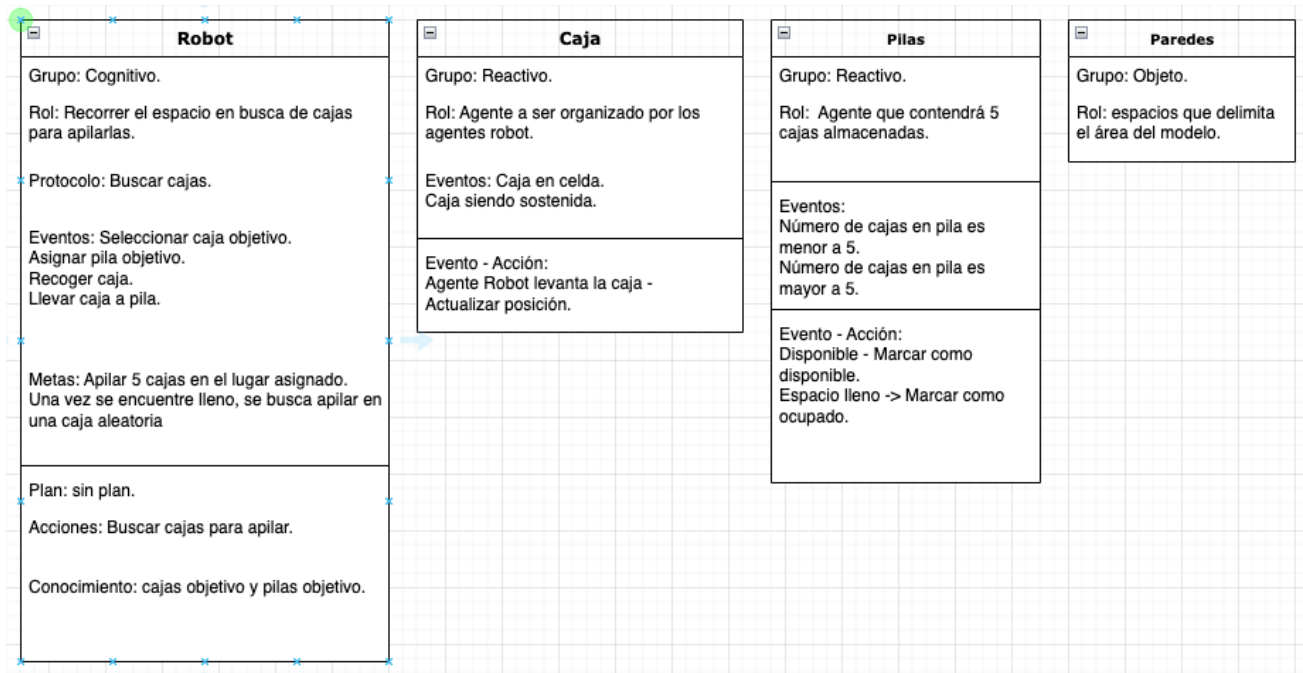 Robot
Grupo: Cognitivo.
Rol: Recorrer el espacio en busca de cajas
para apilarlas.
Protocolo: Buscar cajas.
Eventos: Seleccionar caja objetivo.
Asignar pila objetivo.
Recoger caja.
Llevar caja a pila.
Metas: Apilar 5 cajas en el lugar asignado.
Una vez se encuentre lleno, se busca apilar en
una caja aleatoria
Plan: sin plan.
Acciones: Buscar cajas para apilar.
Conocimiento: cajas objetivo y pilas objetivo.
Caja
Grupo: Reactivo.
Rol: Agente a ser organizado por los
agentes robot.
Eventos: Caja en celda.
Caja siendo sostenida.
Evento - Acción:
Agente Robot levanta la caja -
Actualizar posición.
Pilas
Grupo: Reactivo.
Rol: Agente que contendrá 5
cajas almacenadas.
Eventos:
Número de cajas en pila es
menor a 5.
Número de cajas en pila es
mayor a 5.
Evento - Acción:
Disponible - Marcar como
disponible.
Espacio lleno -> Marcar como
ocupado.
Paredes
Grupo: Objeto.
Rol: espacios que delimita
el área del modelo.